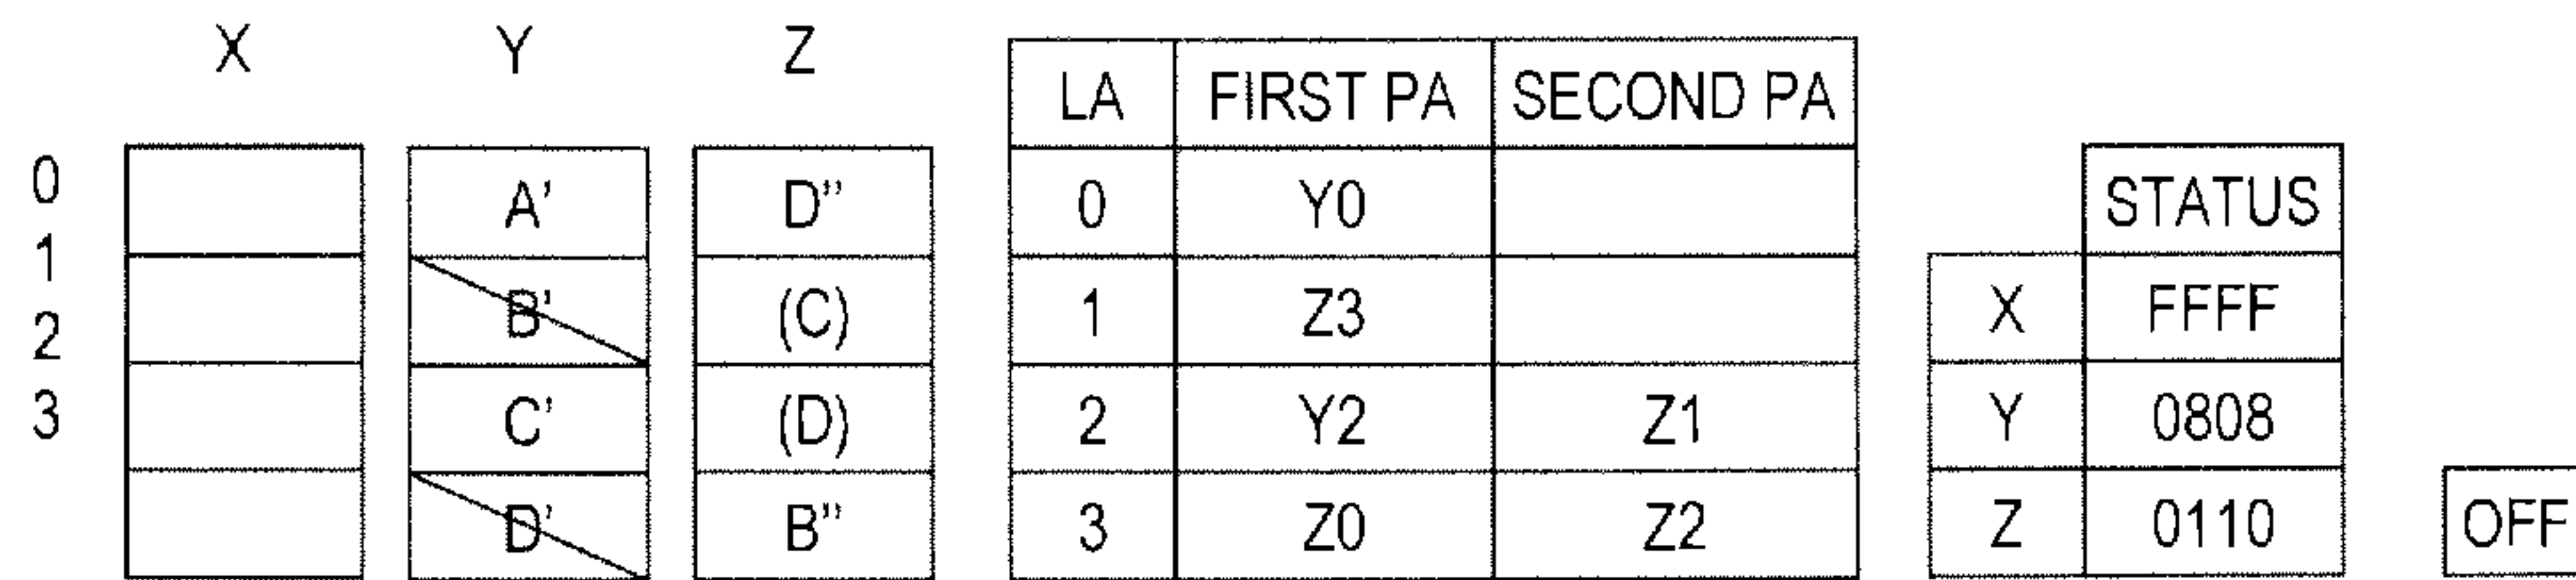 X Y Z
LA FIRST PA SECOND PA
0 A' D" 0 Y0 STATUS
1 B' (C) 1 Z3 X FFFF
2 C' (D) 2 Y2 Z1 Y 0808
3 D' B" 3 Z0 Z2 Z 0110 OFF